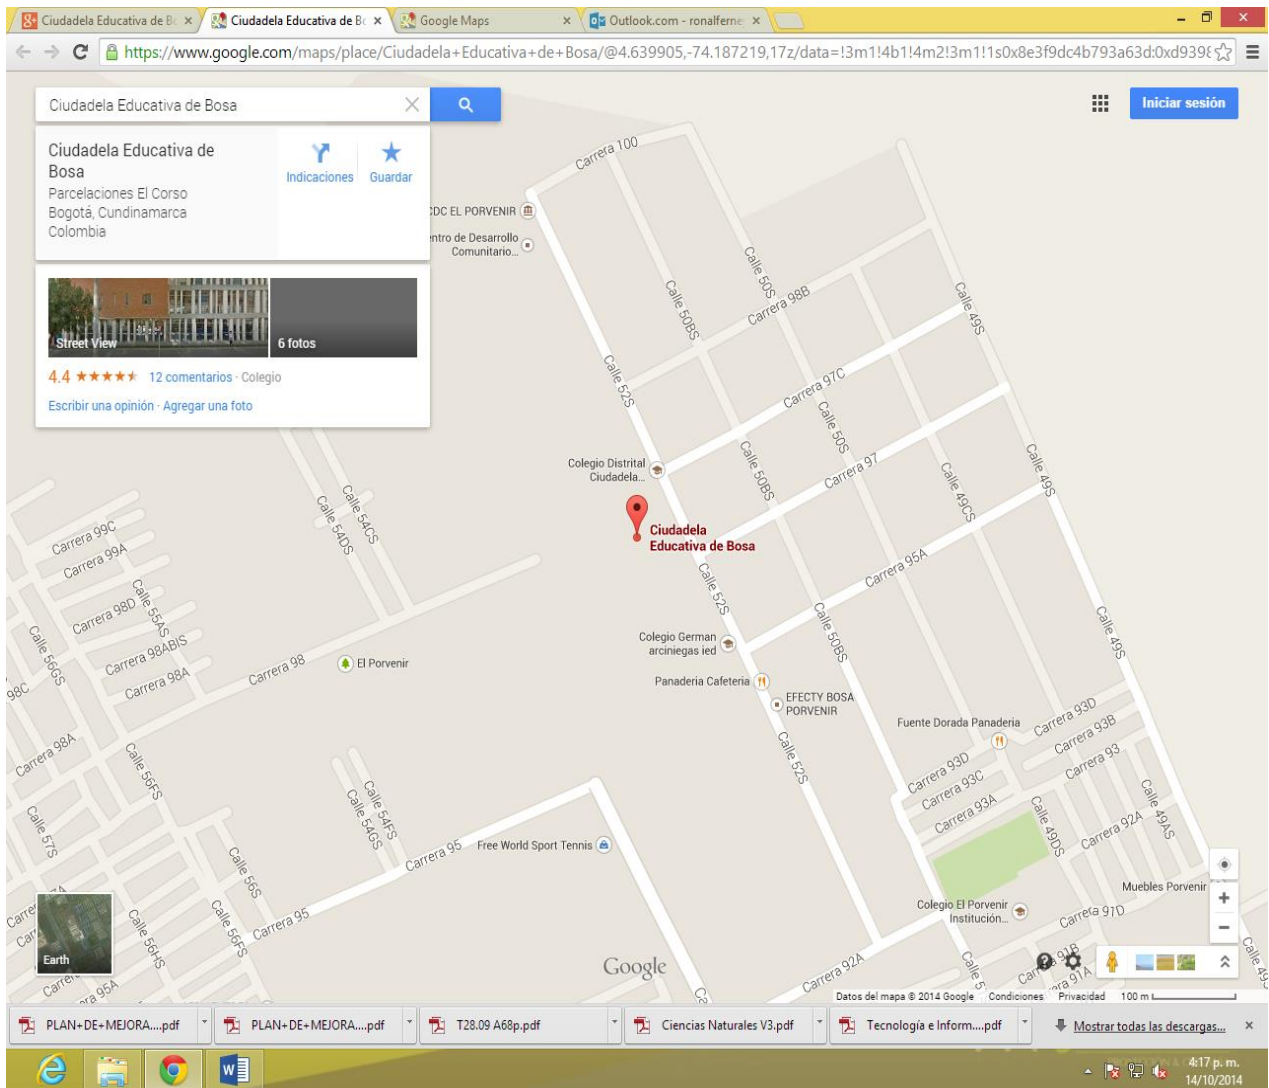 Ciudadela Educativa de Bo
Ciudadela Educativa de Bo
Google Maps
Outlook.com - ronalferne
https://www.google.com/maps/place/Ciudadela+Educativa+de+Bosa/@4.639905,-74.187219,17z/data=!3m1!4b1!4m2!3m1!1s0x8e3f9dc4b793a63d:0xd939
Ciudadela Educativa de Bosa
Iniciar sesión
Ciudadela Educativa de
Bosa
Parcelaciones El Corso
Bogotá, Cundinamarca
Colombia
Indicaciones
Guardar
Street View
6 fotos
4.4 12 comentarios · Colegio
Escribir una opinión · Agregar una foto
Carrera 100
CDC EL PORVENIR
entro de Desarrollo
Comunitario...
Calle 50S
Calle 50BS
Carrera 98B
Calle 49S
Calle 52S
Carrera 97C
Calle 50S
Colegio Distrital
Ciudadela...
Calle 50BS
Carrera 97
Calle 49CS
Calle 49S
Ciudadela
Educativa de Bosa
Calle 54CS
Calle 54DS
Carrera 99C
Carrera 99A
Carrera 98D
Calle 55AS
Carrera 98ABIS
Carrera 98A
Calle 56GS
98C
Carrera 98
El Porvenir
Carrera 95A
Calle 52S
Calle 50BS
Calle 49S
Colegio German
arciniegas ied
Panaderia Cafeteria
EFECTY BOSA
PORVENIR
Fuente Dorada Panaderia
Carrera 93D
Carrera 93B
Carrera 93
Carrera 98A
Calle 56FS
Calle 52S
Carrera 93D
Carrera 93C
Carrera 93A
Calle 54FS
Calle 54GS
Calle 57S
Calle 49DS
Carrera 92A
Calle 49AS
Carrera 95
Free World Sport Tennis
Calle 56S
Muebles Porvenir
Colegio El Porvenir
Institución...
Carrera 91D
Carrera 95
Calle 56FS
Calle 56HS
Earth
Google
Carrera 92A
91B
91A
Carrera 95A
Datos del mapa © 2014 Google Condiciones Privacidad 100 m
PLAN+DE+MEJORA....pdf
PLAN+DE+MEJORA....pdf
T28.09 A68p.pdf
Ciencias Naturales V3.pdf
Tecnología e Inform....pdf
Mostrar todas las descargas...
4:17 p. m.
14/10/2014